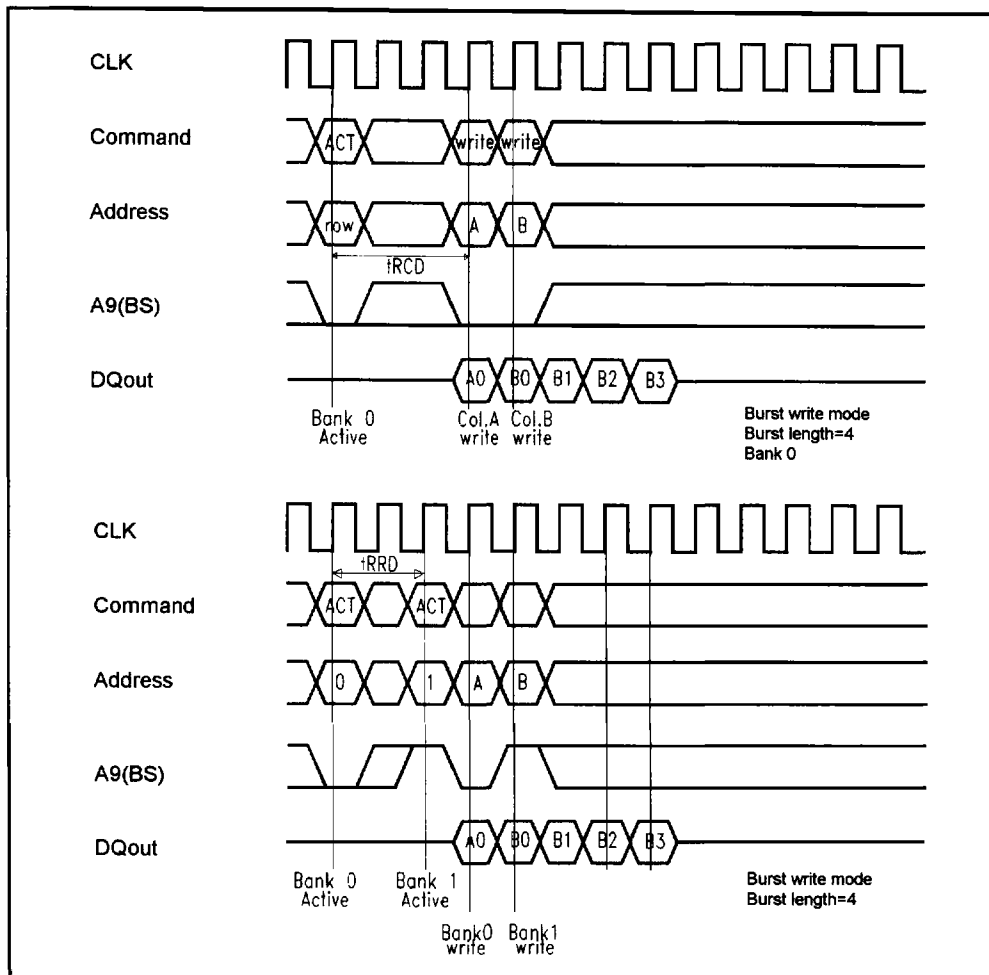 CLK
Command ACT write write
Address row A B
tRCD
A9(BS)
DQout A0 B0 B1 B2 B3
Bank 0 Col.A Col.B
Active write write
Burst write mode
Burst length=4
Bank 0
CLK
tRRD
Command ACT ACT
Address 0 1 A B
A9(BS)
DQout A0 B0 B1 B2 B3
Bank 0 Bank 1
Active Active
Bank0 Bank1
write write
Burst write mode
Burst length=4